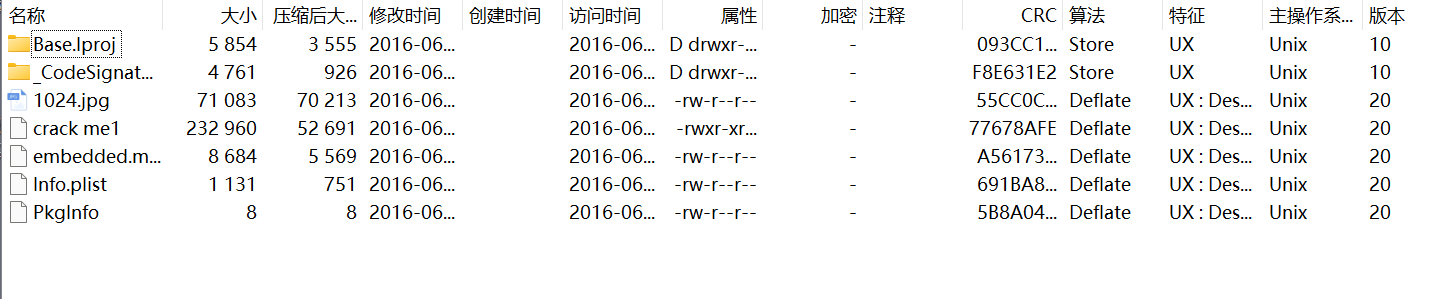 名称 大小 压缩后大... 修改时间 创建时间 访问时间 属性 加密 注释 CRC 算法 特征 主操作系... 版本
Base.lproj 5 854 3 555 2016-06... 2016-06... D drwxr-... - 093CC1... Store UX Unix 10
_CodeSignat... 4 761 926 2016-06... 2016-06... D drwxr-... - F8E631E2 Store UX Unix 10
1024.jpg 71 083 70 213 2016-06... 2016-06... -rw-r--r-- - 55CC0C... Deflate UX : Des... Unix 20
crack me1 232 960 52 691 2016-06... 2016-06... -rwxr-xr... - 77678AFE Deflate UX : Des... Unix 20
embedded.m... 8 684 5 569 2016-06... 2016-06... -rw-r--r-- - A56173... Deflate UX : Des... Unix 20
Info.plist 1 131 751 2016-06... 2016-06... -rw-r--r-- - 691BA8... Deflate UX : Des... Unix 20
PkgInfo 8 8 2016-06... 2016-06... -rw-r--r-- - 5B8A04... Deflate UX : Des... Unix 20